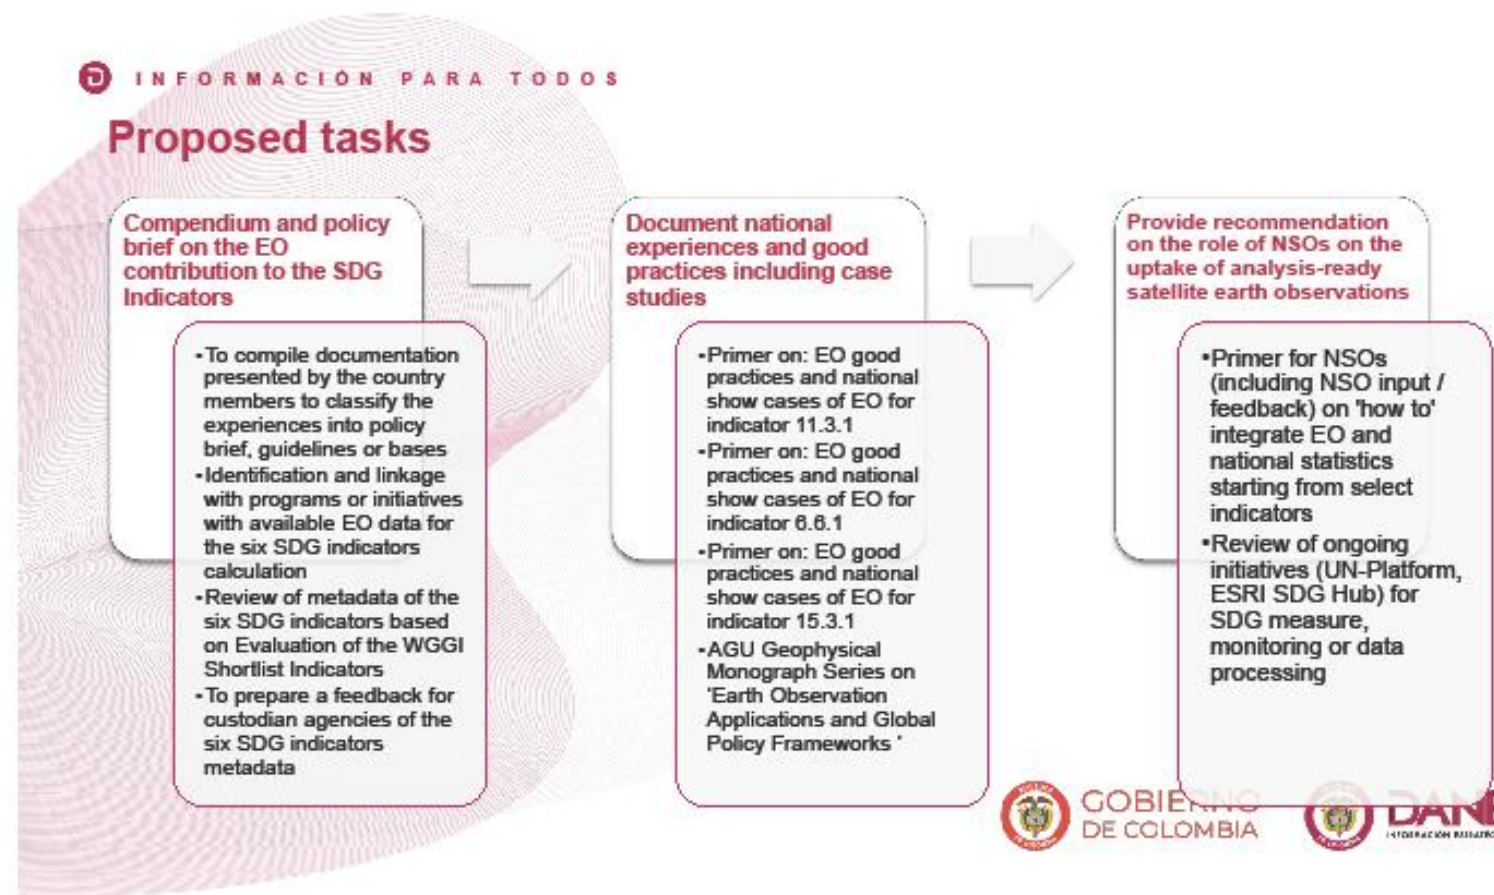 INFORMACIÓN PARA TODOS
Proposed tasks
Compendium and policy
brief on the EO
contribution to the SDG
Indicators
•To compile documentation
presented by the country
members to classify the
experiences into policy
brief, guidelines or bases
•Identification and linkage
with programs or initiatives
with available EO data for
the six SDG indicators
calculation
•Review of metadata of the
six SDG indicators based
on Evaluation of the WGGI
Shortlist Indicators
•To prepare a feedback for
custodian agencies of the
six SDG indicators
metadata
Document national
experiences and good
practices including case
studies
•Primer on: EO good
practices and national
show cases of EO for
indicator 11.3.1
•Primer on: EO good
practices and national
show cases of EO for
indicator 6.6.1
•Primer on: EO good
practices and national
show cases of EO for
indicator 15.3.1
•AGU Geophysical
Monograph Series on
'Earth Observation
Applications and Global
Policy Frameworks '
Provide recommendation
on the role of NSOs on the
uptake of analysis-ready
satellite earth observations
•Primer for NSOs
(including NSO input /
feedback) on 'how to'
integrate EO and
national statistics
starting from select
indicators
•Review of ongoing
initiatives (UN-Platform,
ESRI SDG Hub) for
SDG measure,
monitoring or data
processing
GOBIERNO
DE COLOMBIA
DANE